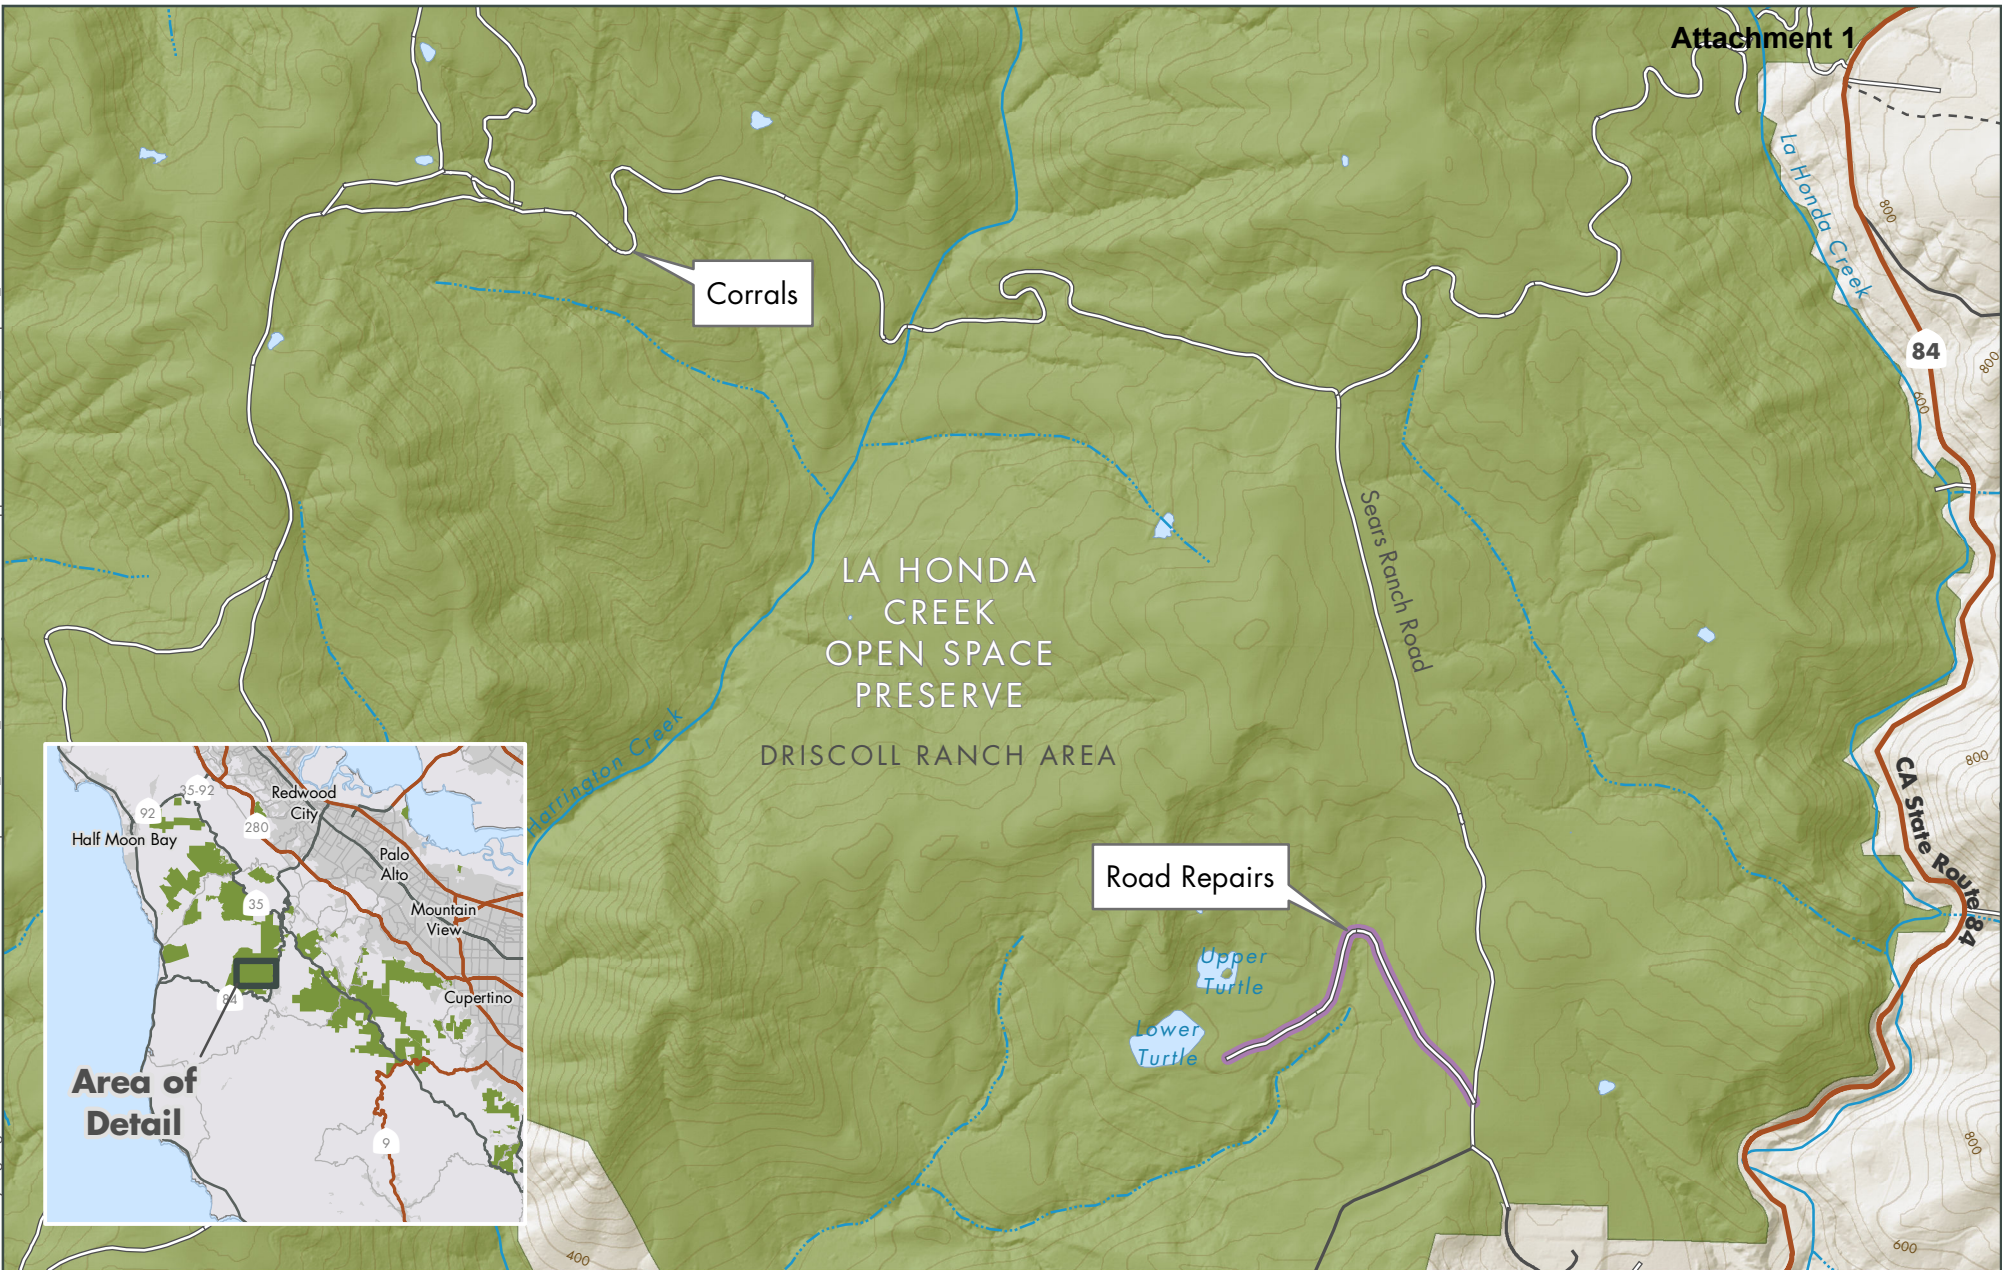 Attachment 1
La Honda Creek
800
84
800
600
Corrals
Sears Ranch Road
LA HONDA
CREEK
OPEN SPACE
PRESERVE
DRISCOLL RANCH AREA
Harrington Creek
CA State Route 84
800
Road Repairs
Upper
Turtle
Lower
Turtle
800
600
400
35-92
92
Redwood
City
280
Half Moon Bay
Palo
Alto
35
Mountain
View
84
Cupertino
Area of
Detail
9